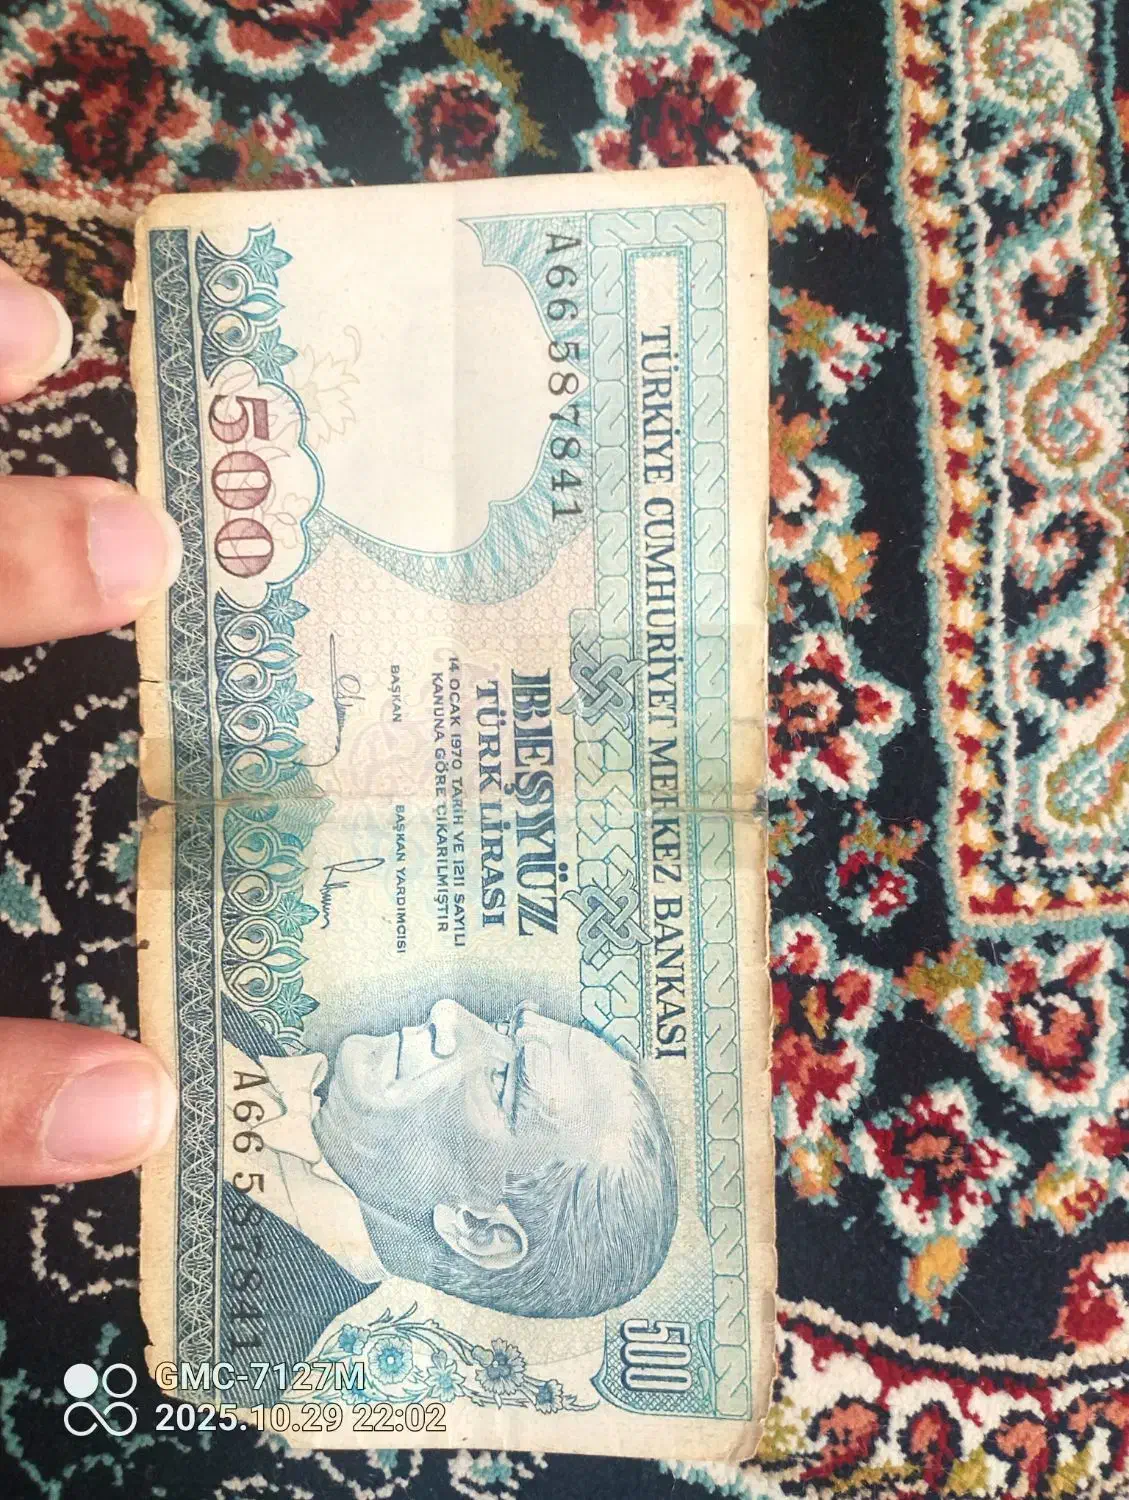 TÜRKİYE CUMHURİYET MERKEZ BANKASI
A66 587841
BEŞYÜZ
TÜRK LİRASI
14 OCAK 1970 TARİH VE 1211 SAYILI
KANUNA GÖRE ÇIKARILMIŞTIR
BAŞKAN
BAŞKAN YARDIMCISI
500
500
A66 587841
GMC-7127M
2025.10.29 22:02